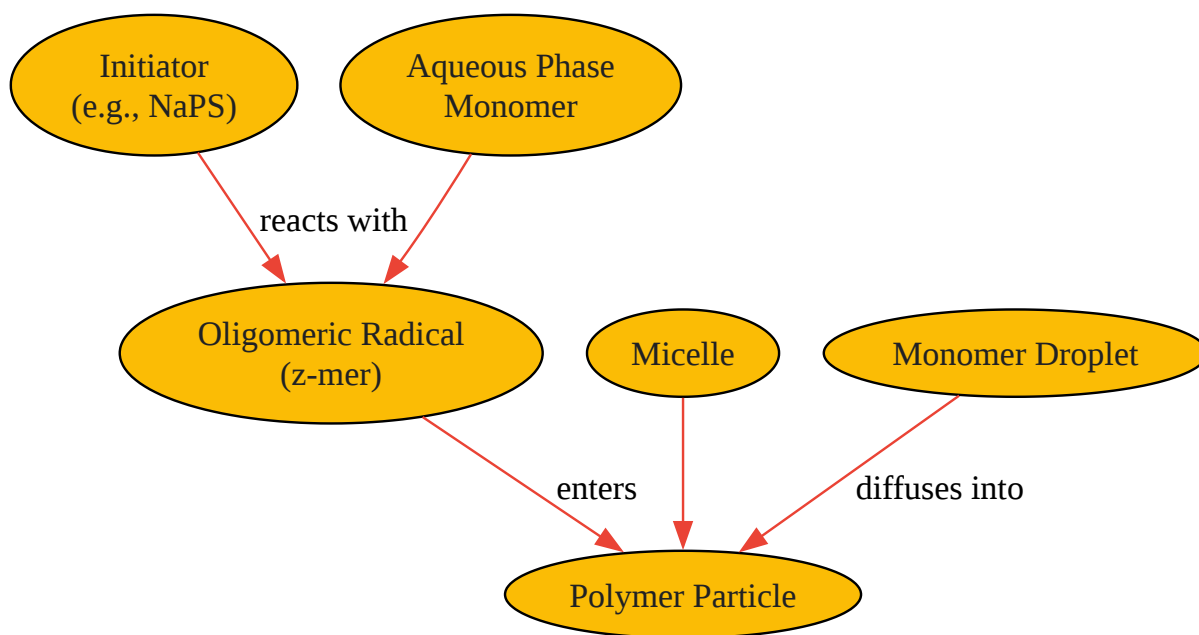 Initiator
(e.g., NaPS)
Aqueous Phase
Monomer
reacts with
Oligomeric Radical
(z-mer)
Micelle
Monomer Droplet
enters
diffuses into
Polymer Particle